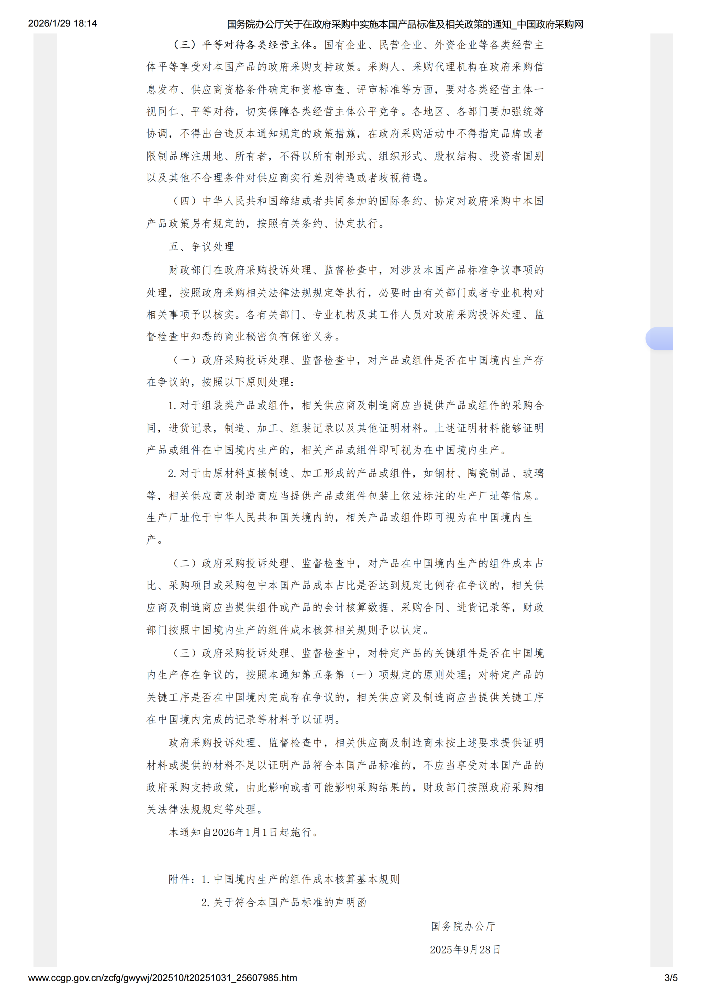 2026/1/29 18:14
国务院办公厅关于在政府采购中实施本国产品标准及相关政策的通知_中国政府采购网
（三）平等对待各类经营主体。国有企业、民营企业、外资企业等各类经营主
体平等享受对本国产品的政府采购支持政策。采购人、采购代理机构在政府采购信
息发布、供应商资格条件确定和资格审查、评审标准等方面，要对各类经营主体一
视同仁、平等对待，切实保障各类经营主体公平竞争。各地区、各部门要加强统筹
协调，不得出台违反本通知规定的政策措施，在政府采购活动中不得指定品牌或者
限制品牌注册地、所有者，不得以所有制形式、组织形式、股权结构、投资者国别
以及其他不合理条件对供应商实行差别待遇或者歧视待遇。
（四）中华人民共和国缔结或者共同参加的国际条约、协定对政府采购中本国
产品政策另有规定的，按照有关条约、协定执行。
五、争议处理
财政部门在政府采购投诉处理、监督检查中，对涉及本国产品标准争议事项的
处理，按照政府采购相关法律法规规定等执行，必要时由有关部门或者专业机构对
相关事项予以核实。各有关部门、专业机构及其工作人员对政府采购投诉处理、监
督检查中知悉的商业秘密负有保密义务。
（一）政府采购投诉处理、监督检查中，对产品或组件是否在中国境内生产存
在争议的，按照以下原则处理：
1.对于组装类产品或组件，相关供应商及制造商应当提供产品或组件的采购合
同，进货记录，制造、加工、组装记录以及其他证明材料。上述证明材料能够证明
产品或组件在中国境内生产的，相关产品或组件即可视为在中国境内生产。
2.对于由原材料直接制造、加工形成的产品或组件，如钢材、陶瓷制品、玻璃
等，相关供应商及制造商应当提供产品或组件包装上依法标注的生产厂址等信息。
生产厂址位于中华人民共和国关境内的，相关产品或组件即可视为在中国境内生
产。
（二）政府采购投诉处理、监督检查中，对产品在中国境内生产的组件成本占
比、采购项目或采购包中本国产品成本占比是否达到规定比例存在争议的，相关供
应商及制造商应当提供组件或产品的会计核算数据、采购合同、进货记录等，财政
部门按照中国境内生产的组件成本核算相关规则予以认定。
（三）政府采购投诉处理、监督检查中，对特定产品的关键组件是否在中国境
内生产存在争议的，按照本通知第五条第（一）项规定的原则处理；对特定产品的
关键工序是否在中国境内完成存在争议的，相关供应商及制造商应当提供关键工序
在中国境内完成的记录等材料予以证明。
政府采购投诉处理、监督检查中，相关供应商及制造商未按上述要求提供证明
材料或提供的材料不足以证明产品符合本国产品标准的，不应当享受对本国产品的
政府采购支持政策，由此影响或者可能影响采购结果的，财政部门按照政府采购相
关法律法规规定等处理。
本通知自2026年1月1日起施行。
附件：1.中国境内生产的组件成本核算基本规则
2.关于符合本国产品标准的声明函
国务院办公厅
2025年9月28日
www.ccgp.gov.cn/zcfg/gwywj/202510/t20251031_25607985.htm
3/5